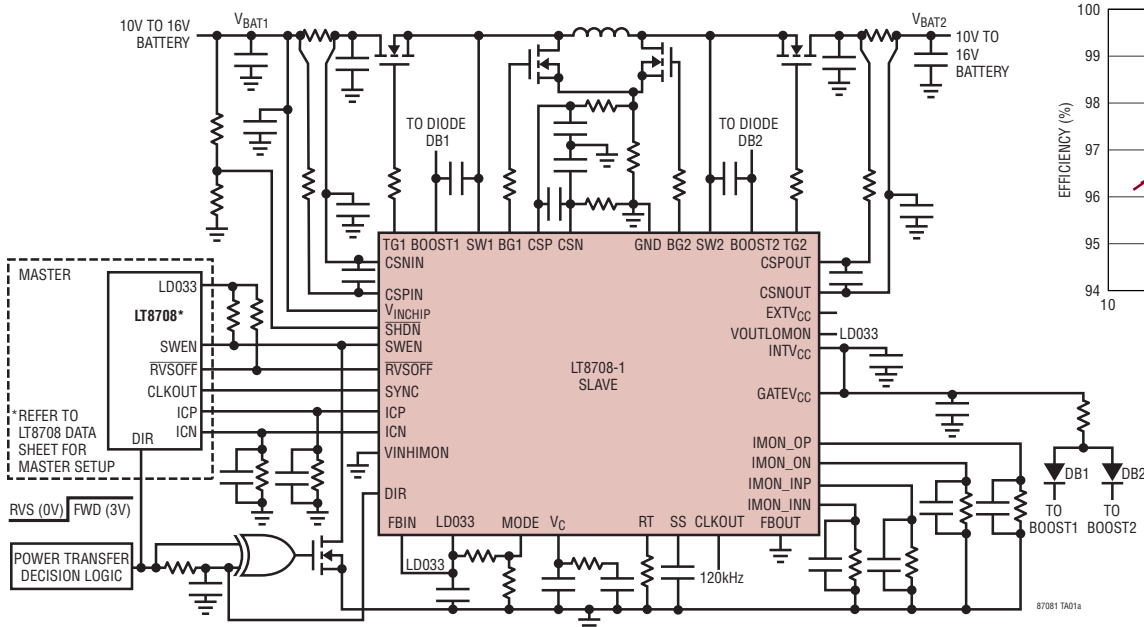 10V TO 16V
BATTERY
VBAT1
VBAT2
10V TO
16V
BATTERY
TO DIODE
DB1
TO DIODE
DB2
TG1 BOOST1 SW1 BG1 CSP CSN GND BG2 SW2 BOOST2 TG2
CSNIN
CSPIN
VINCHIP
SHDN
SWEN
RVSOFF
SYNC
ICP
ICN
VINHIMON
DIR
LT8708-1
SLAVE
CSPOUT
CSNOUT
EXTVCC
VOUTLOMON
LD033
INTVCC
GATEVCC
IMON_OP
IMON_ON
IMON_INP
IMON_INN
FBIN LD033 MODE VC RT SS CLKOUT FBOUT
LD033
120kHz
MASTER
LD033
LT8708*
SWEN
RVSOFF
CLKOUT
ICP
ICN
DIR
*REFER TO
LT8708 DATA
SHEET FOR
MASTER SETUP
RVS (0V) FWD (3V)
POWER TRANSFER
DECISION LOGIC
DB1
DB2
TO
BOOST1
TO
BOOST2
87081 TA01a
EFFICIENCY (%)
100
99
98
97
96
95
94
10